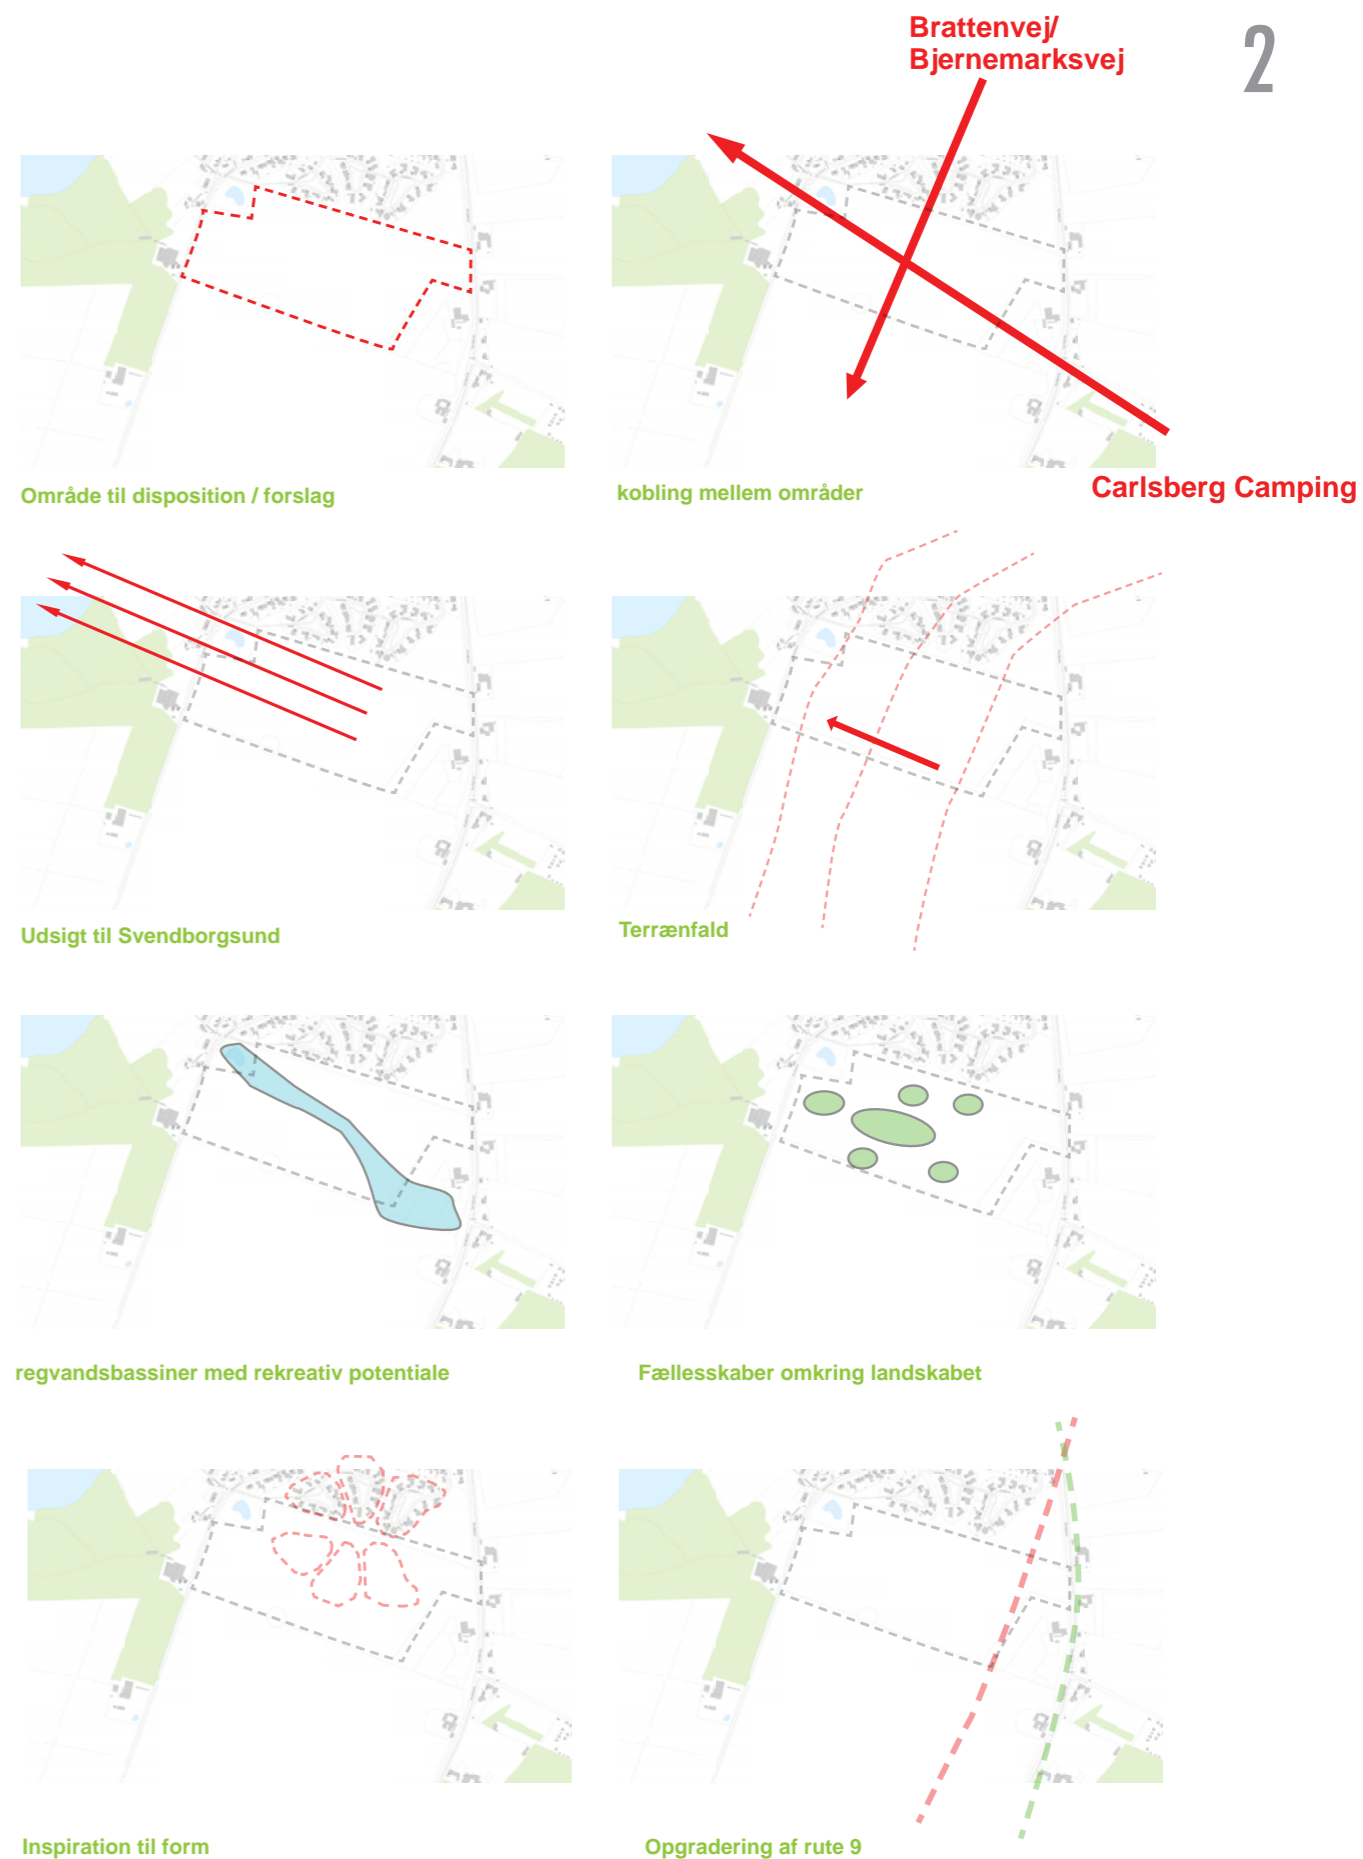 Brattenvej/
Bjernemarksvej
2
Område til disposition / forslag
kobling mellem områder
Carlsberg Camping
Udsigt til Svendborgsund
Terrænfald
regvandsbassiner med rekreativ potentiale
Fællesskaber omkring landskabet
Inspiration til form
Opgradering af rute 9